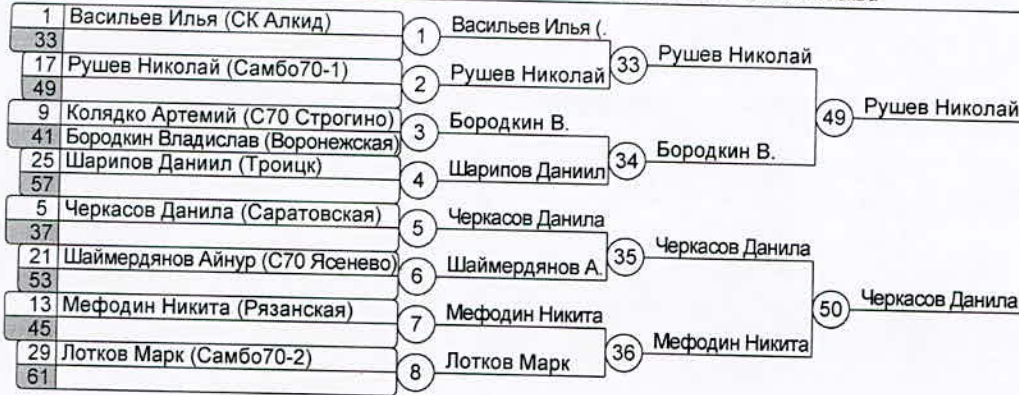 1 Васильев Илья (СК Алкид)
33
17 Рушев Николай (Самбо70-1)
49
9 Колядко Артемий (С70 Строгино)
41 Бородкин Владислав (Воронежская)
25 Шарипов Даниил (Троицк)
57
5 Черкасов Данила (Саратовская)
37
21 Шаймердянов Айнур (С70 Ясенево)
53
13 Мефодин Никита (Рязанская)
45
29 Лотков Марк (Самбо70-2)
61
1 Васильев Илья (.
2 Рушев Николай
3 Бородкин В.
4 Шарипов Даниил
5 Черкасов Данила
6 Шаймердянов А.
7 Мефодин Никита
8 Лотков Марк
33 Рушев Николай
34 Бородкин В.
35 Черкасов Данила
36 Мефодин Никита
49 Рушев Николай
50 Черкасов Данила